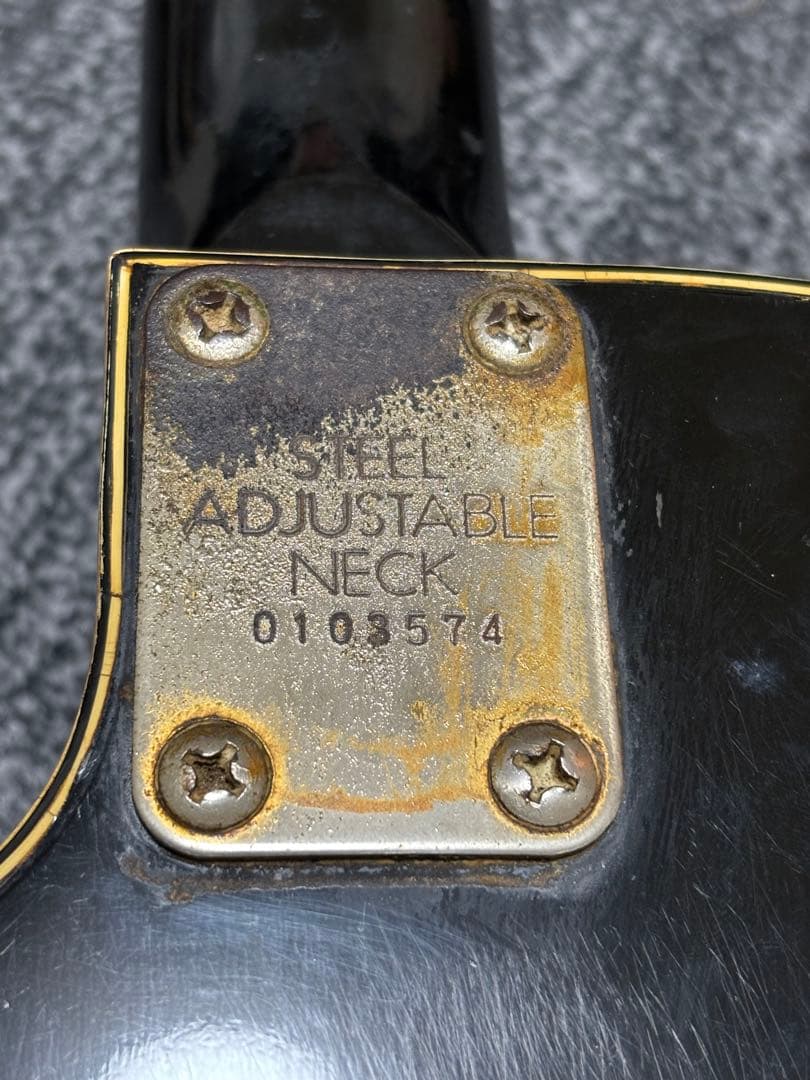 STEEL
ADJUSTABLE
NECK
0103574